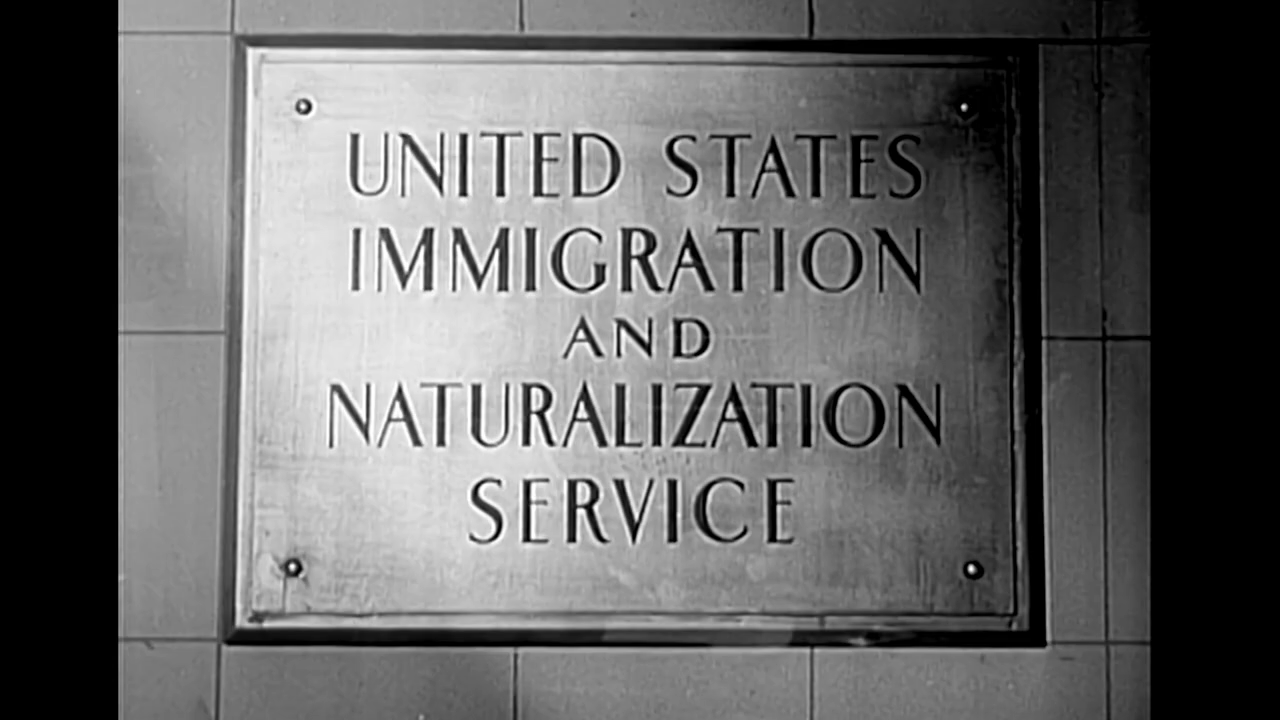 UNITED STATES
IMMIGRATION
AND
NATURALIZATION
SERVICE